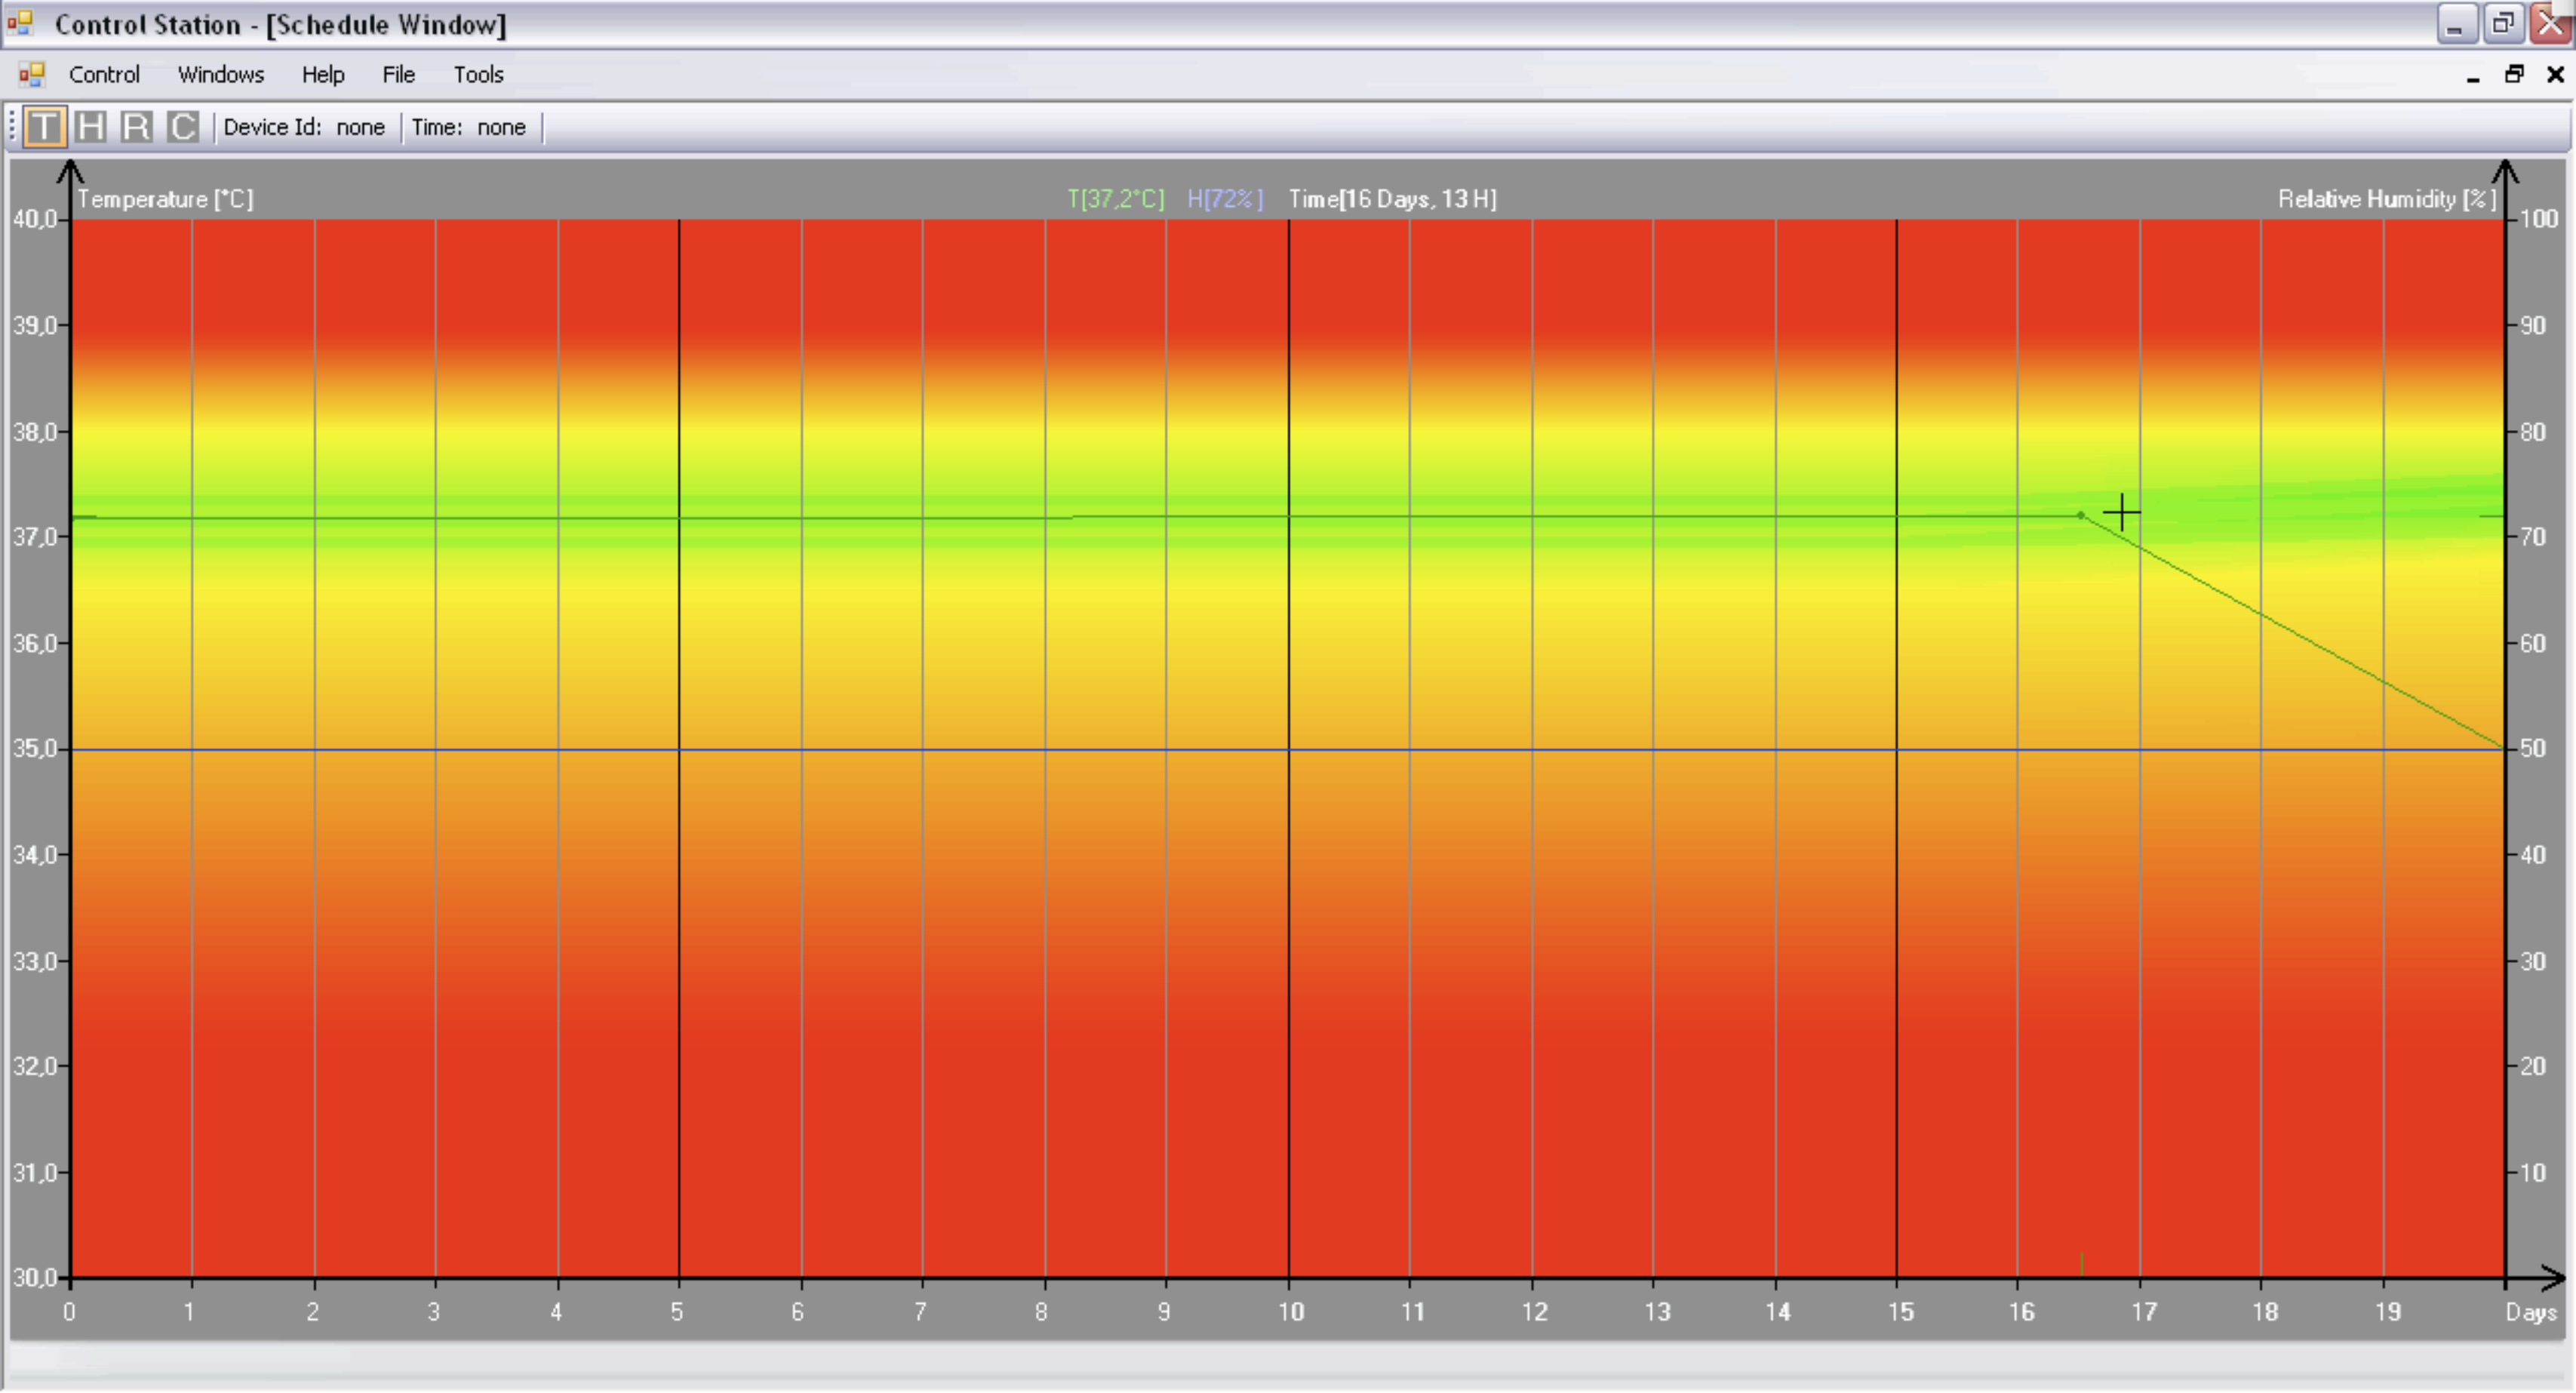 Control Station - [Schedule Window]
Control Windows Help File Tools
T H R C Device Id: none Time: none
Temperature [°C] T[37,2°C] H[72%] Time[16 Days, 13 H] Relative Humidity [%]
40,0 100
39,0 90
38,0 80
37,0 70
36,0 60
35,0 50
34,0 40
33,0 30
32,0 20
31,0 10
30,0
0 1 2 3 4 5 6 7 8 9 10 11 12 13 14 15 16 17 18 19 Days